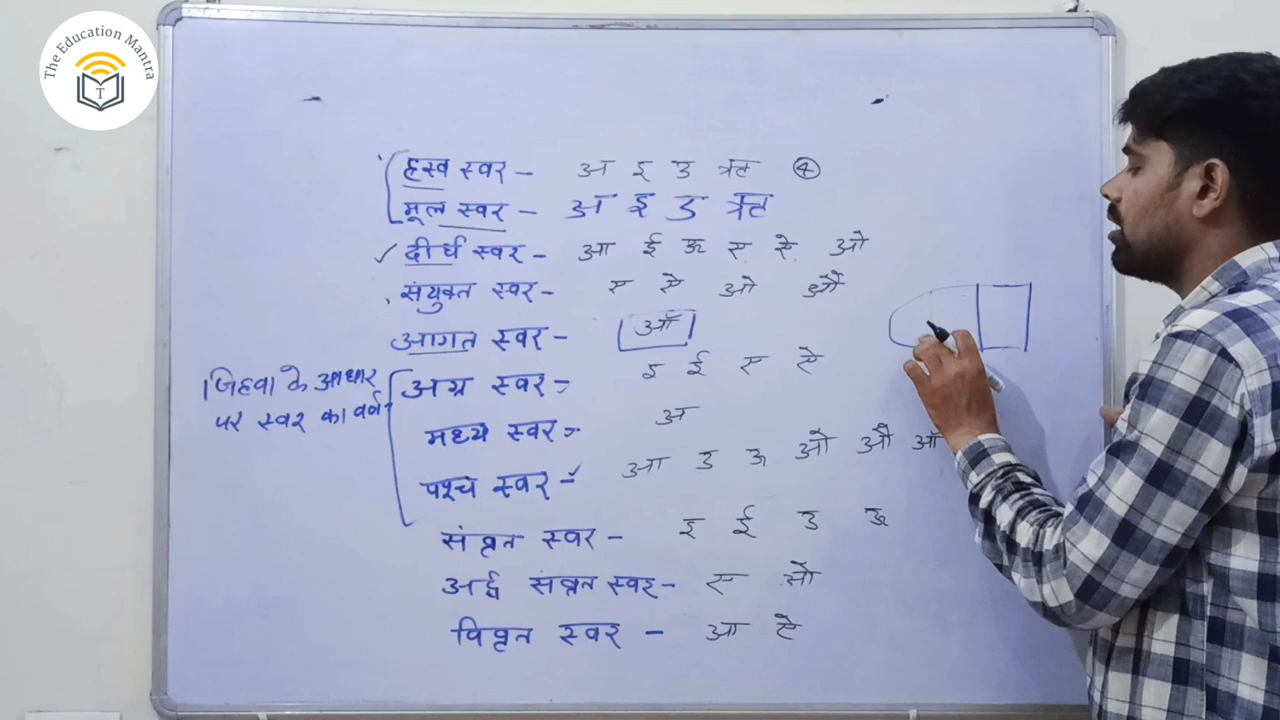 The Education Mantra
T
ह्रस्व स्वर - अ इ उ ऋ ④
मूल स्वर - अ इ उ ऋ
दीर्घ स्वर - आ ई ऊ ए ऐ ओ
संयुक्त स्वर - ए ऐ ओ औ
आगत स्वर - ऑ
अग्र स्वर - इ ई ए ऐ
जिहवा के आधार
पर स्वर का वर्ग
मध्य स्वर - अ
पश्च स्वर - आ उ ऊ ओ औ ऑ
संवृत स्वर - इ ई उ ऊ
अर्द्ध संवृत स्वर - ए ओ
विवृत स्वर - आ ऐ